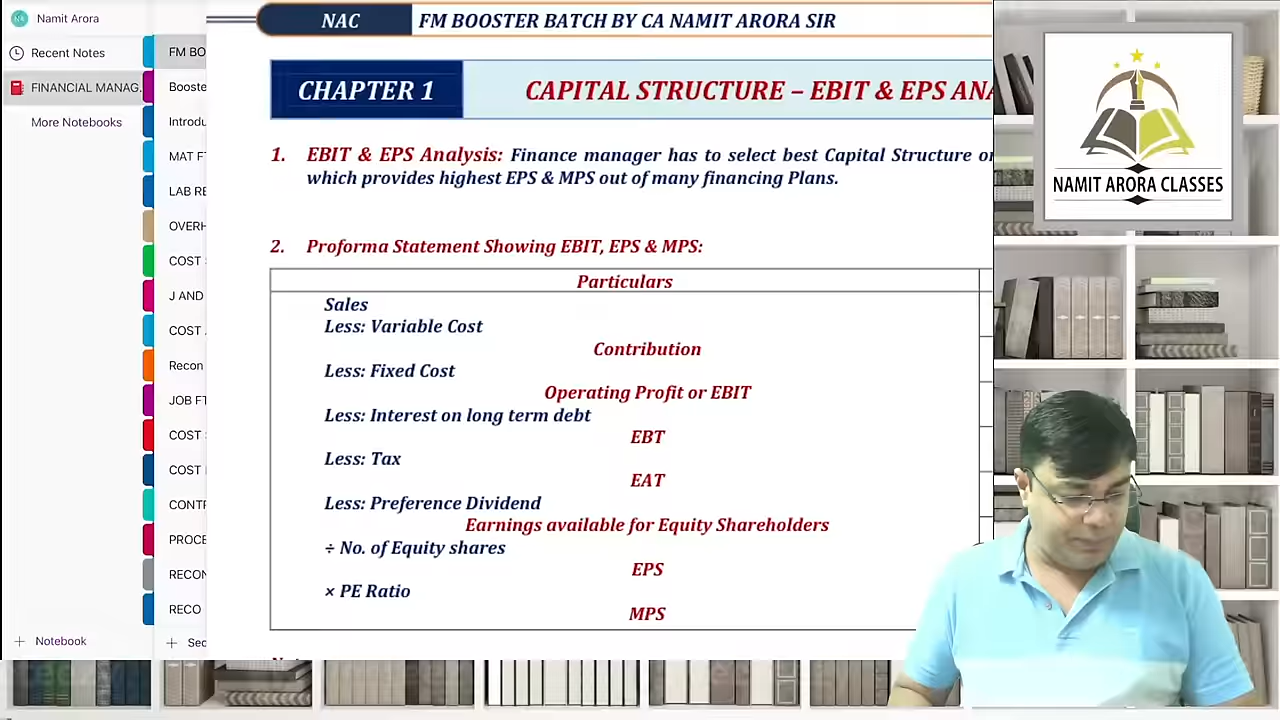 NA
Namit Arora
Recent Notes
FINANCIAL MANAG.
More Notebooks
Notebook
FM BO
Booste
Introdu
MAT F
LAB RE
OVERH
COST
J AND
COST
Recon
JOB FT
COST
COST
CONTR
PROCE
RECON
RECO
Sec
NAC
FM BOOSTER BATCH BY CA NAMIT ARORA SIR
CHAPTER 1
CAPITAL STRUCTURE – EBIT & EPS ANA
1. EBIT & EPS Analysis: Finance manager has to select best Capital Structure or
which provides highest EPS & MPS out of many financing Plans.
2. Proforma Statement Showing EBIT, EPS & MPS:
Particulars
Sales
Less: Variable Cost
Contribution
Less: Fixed Cost
Operating Profit or EBIT
Less: Interest on long term debt
EBT
Less: Tax
EAT
Less: Preference Dividend
Earnings available for Equity Shareholders
÷ No. of Equity shares
EPS
× PE Ratio
MPS
NAMIT ARORA CLASSES